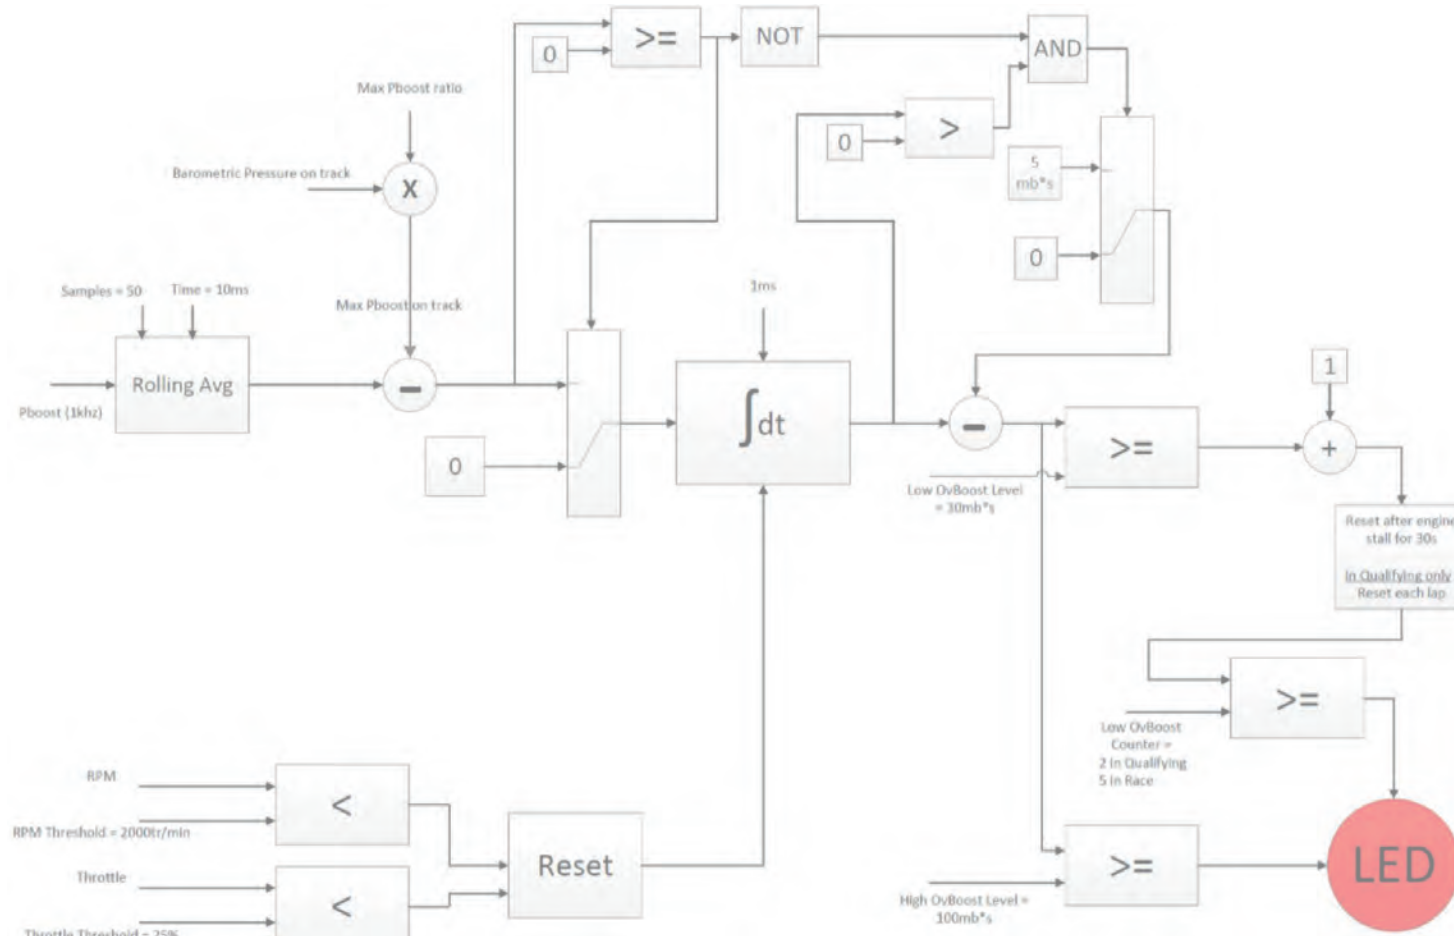 >=
NOT
AND
0
Max Pboost ratio
>
0
5
mb*s
Barometric Pressure on track
X
0
Samples = 50
Time = 10ms
Max Pboost on track
1ms
Rolling Avg
-
Pboost (1khz)
0
∫dt
-
>=
1
+
Low OvBoost Level
= 30mb*s
Reset after engine
stall for 30s
In Qualifying only
Reset each lap
>=
Low OvBoost
Counter =
2 In Qualifying
5 in Race
RPM
<
RPM Threshold = 2000tr/min
Reset
Throttle
<
Throttle Threshold = 25%
>=
High OvBoost Level =
100mb*s
LED